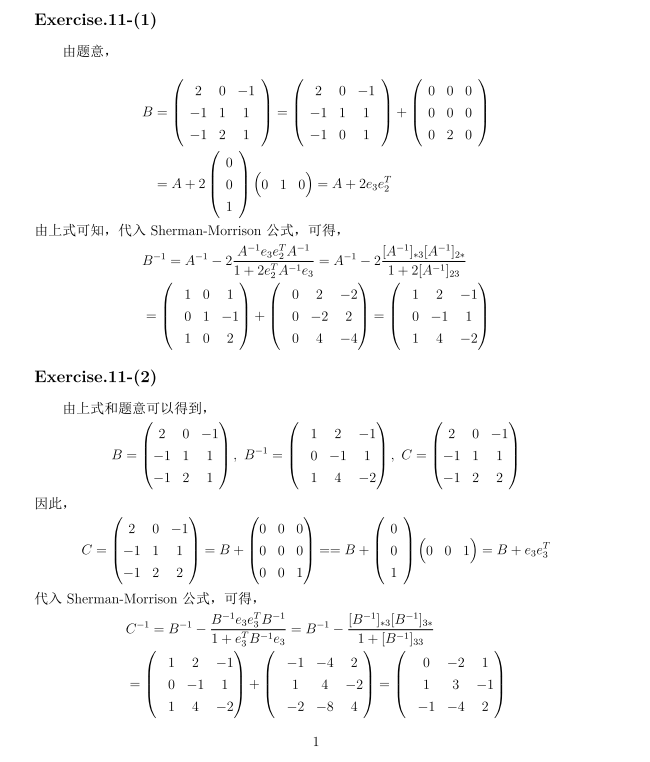 Exercise.11-(1)
由题意，
B = ( 2 0 −1 ; −1 1 1 ; −1 2 1 ) = ( 2 0 −1 ; −1 1 1 ; −1 0 1 ) + ( 0 0 0 ; 0 0 0 ; 0 2 0 )
= A + 2 ( 0 ; 0 ; 1 ) ( 0 1 0 ) = A + 2e_3e_2^T
由上式可知，代入 Sherman-Morrison 公式，可得，
B^{−1} = A^{−1} − 2 \frac{A^{−1}e_3e_2^T A^{−1}}{1 + 2e_2^T A^{−1}e_3} = A^{−1} − 2 \frac{[A^{−1}]_{*3}[A^{−1}]_{2*}}{1 + 2[A^{−1}]_{23}}
= ( 1 0 1 ; 0 1 −1 ; 1 0 2 ) + ( 0 2 −2 ; 0 −2 2 ; 0 4 −4 ) = ( 1 2 −1 ; 0 −1 1 ; 1 4 −2 )
Exercise.11-(2)
由上式和题意可以得到，
B = ( 2 0 −1 ; −1 1 1 ; −1 2 1 ) , B^{−1} = ( 1 2 −1 ; 0 −1 1 ; 1 4 −2 ) , C = ( 2 0 −1 ; −1 1 1 ; −1 2 2 )
因此，
C = ( 2 0 −1 ; −1 1 1 ; −1 2 2 ) = B + ( 0 0 0 ; 0 0 0 ; 0 0 1 ) == B + ( 0 ; 0 ; 1 ) ( 0 0 1 ) = B + e_3e_3^T
代入 Sherman-Morrison 公式，可得，
C^{−1} = B^{−1} − \frac{B^{−1}e_3e_3^T B^{−1}}{1 + e_3^T B^{−1}e_3} = B^{−1} − \frac{[B^{−1}]_{*3}[B^{−1}]_{3*}}{1 + [B^{−1}]_{33}}
= ( 1 2 −1 ; 0 −1 1 ; 1 4 −2 ) + ( −1 −4 2 ; 1 4 −2 ; −2 −8 4 ) = ( 0 −2 1 ; 1 3 −1 ; −1 −4 2 )
1